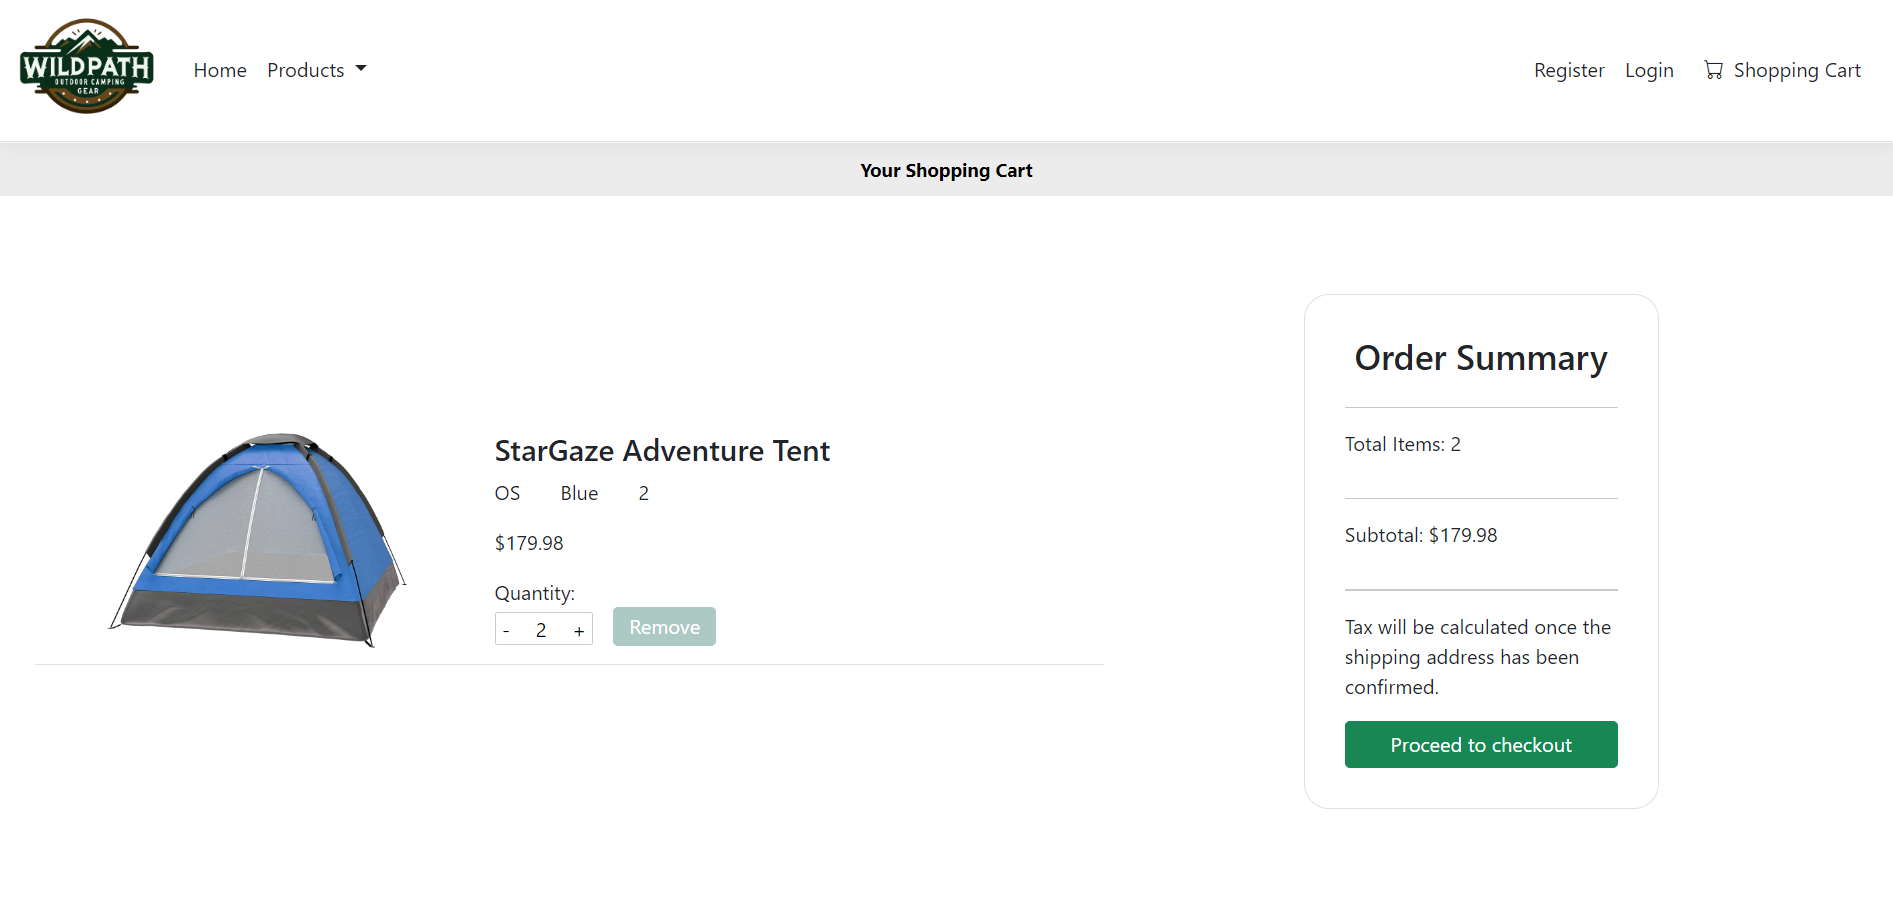 WILDPATH
OUTDOOR CAMPING
GEAR
Home Products
Register Login Shopping Cart
Your Shopping Cart
StarGaze Adventure Tent
OS Blue 2
$179.98
Quantity:
- 2 + Remove
Order Summary
Total Items: 2
Subtotal: $179.98
Tax will be calculated once the
shipping address has been
confirmed.
Proceed to checkout